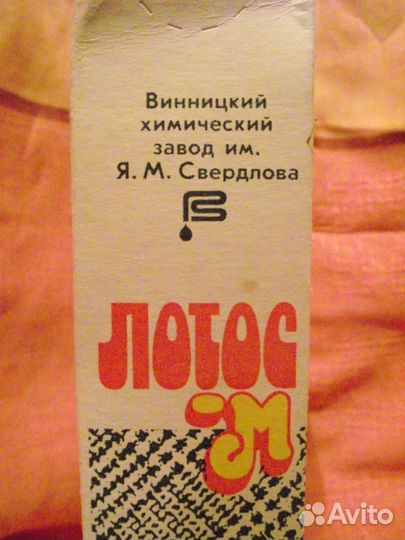 Винницкий
химический
завод им.
Я. М. Свердлова
ЛОТОС
-М
Avito